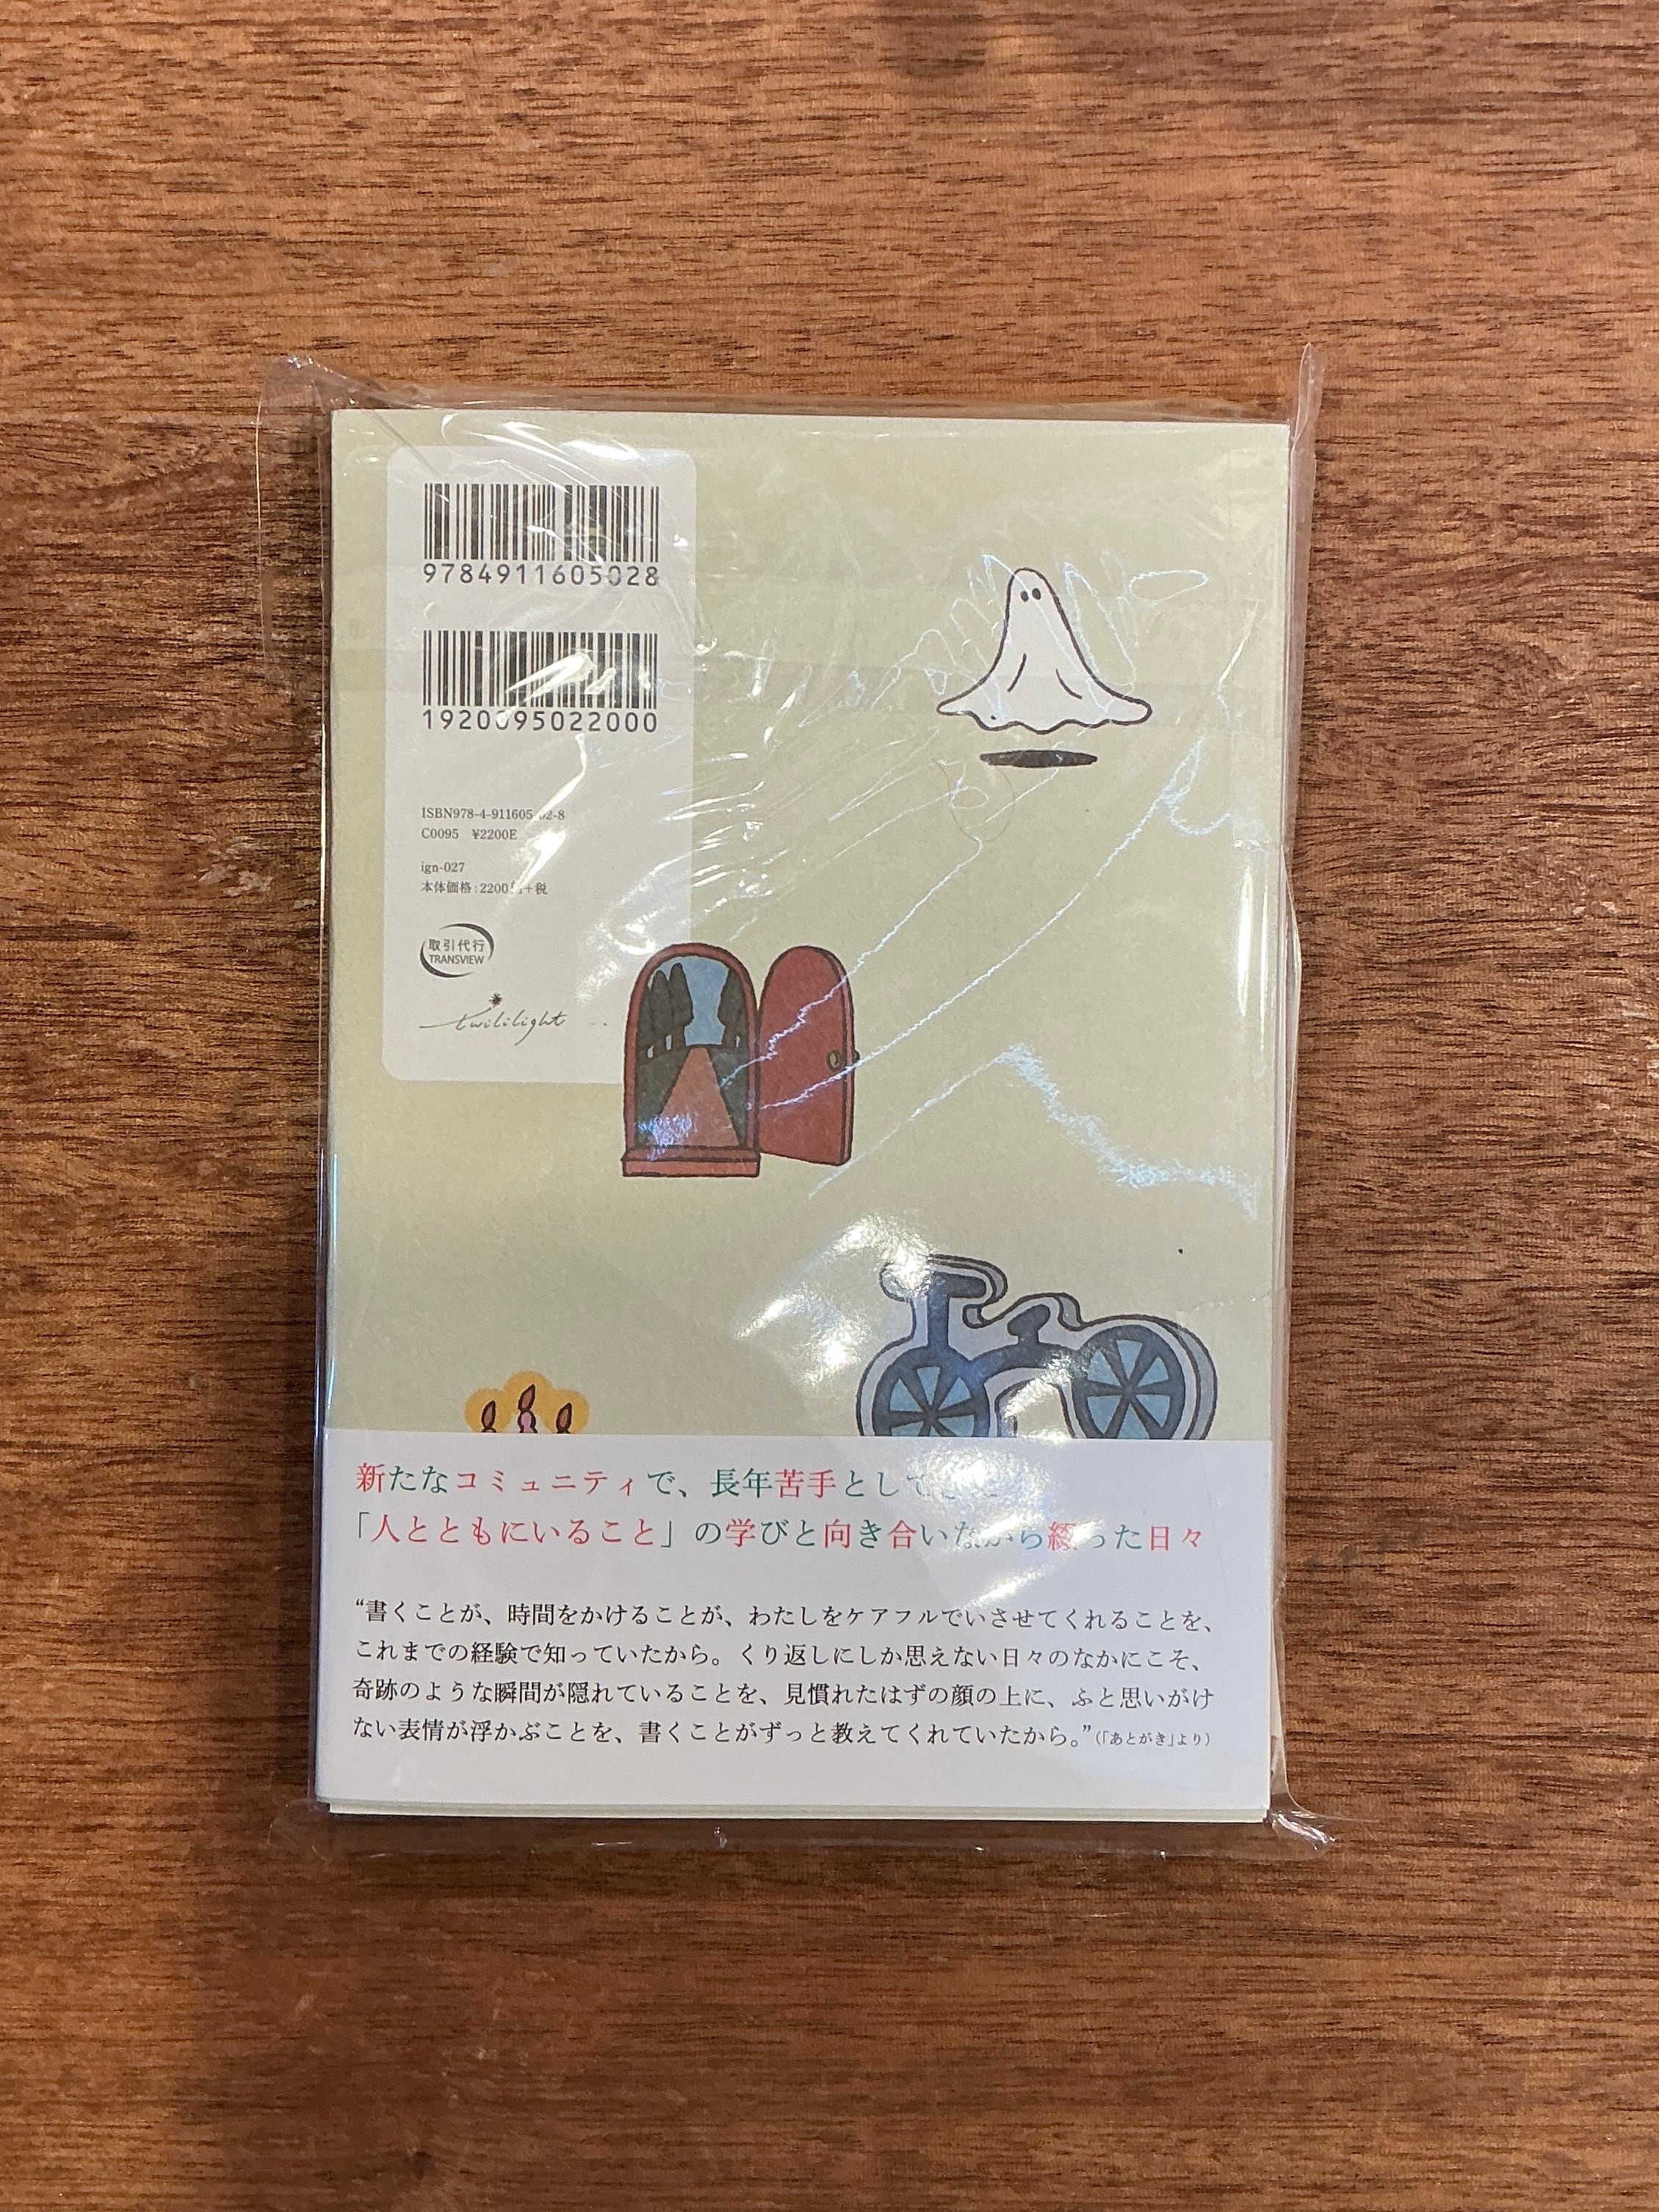 9784911605028
1920095022000
ISBN978-4-911605-02-8
C0095 ¥2200E
ign-027
本体価格:2200円+税
取引代行
TRANSVIEW
twililight
新たなコミュニティで、長年苦手として
「人とともにいること」の学びと向き合いながら綴った日々
“書くことが、時間をかけることが、わたしをケアフルでいさせてくれることを、
これまでの経験で知っていたから。くり返しにしか思えない日々のなかにこそ、
奇跡のような瞬間が隠れていることを、見慣れたはずの顔の上に、ふと思いがけ
ない表情が浮かぶことを、書くことがずっと教えてくれていたから。”(「あとがき」より)